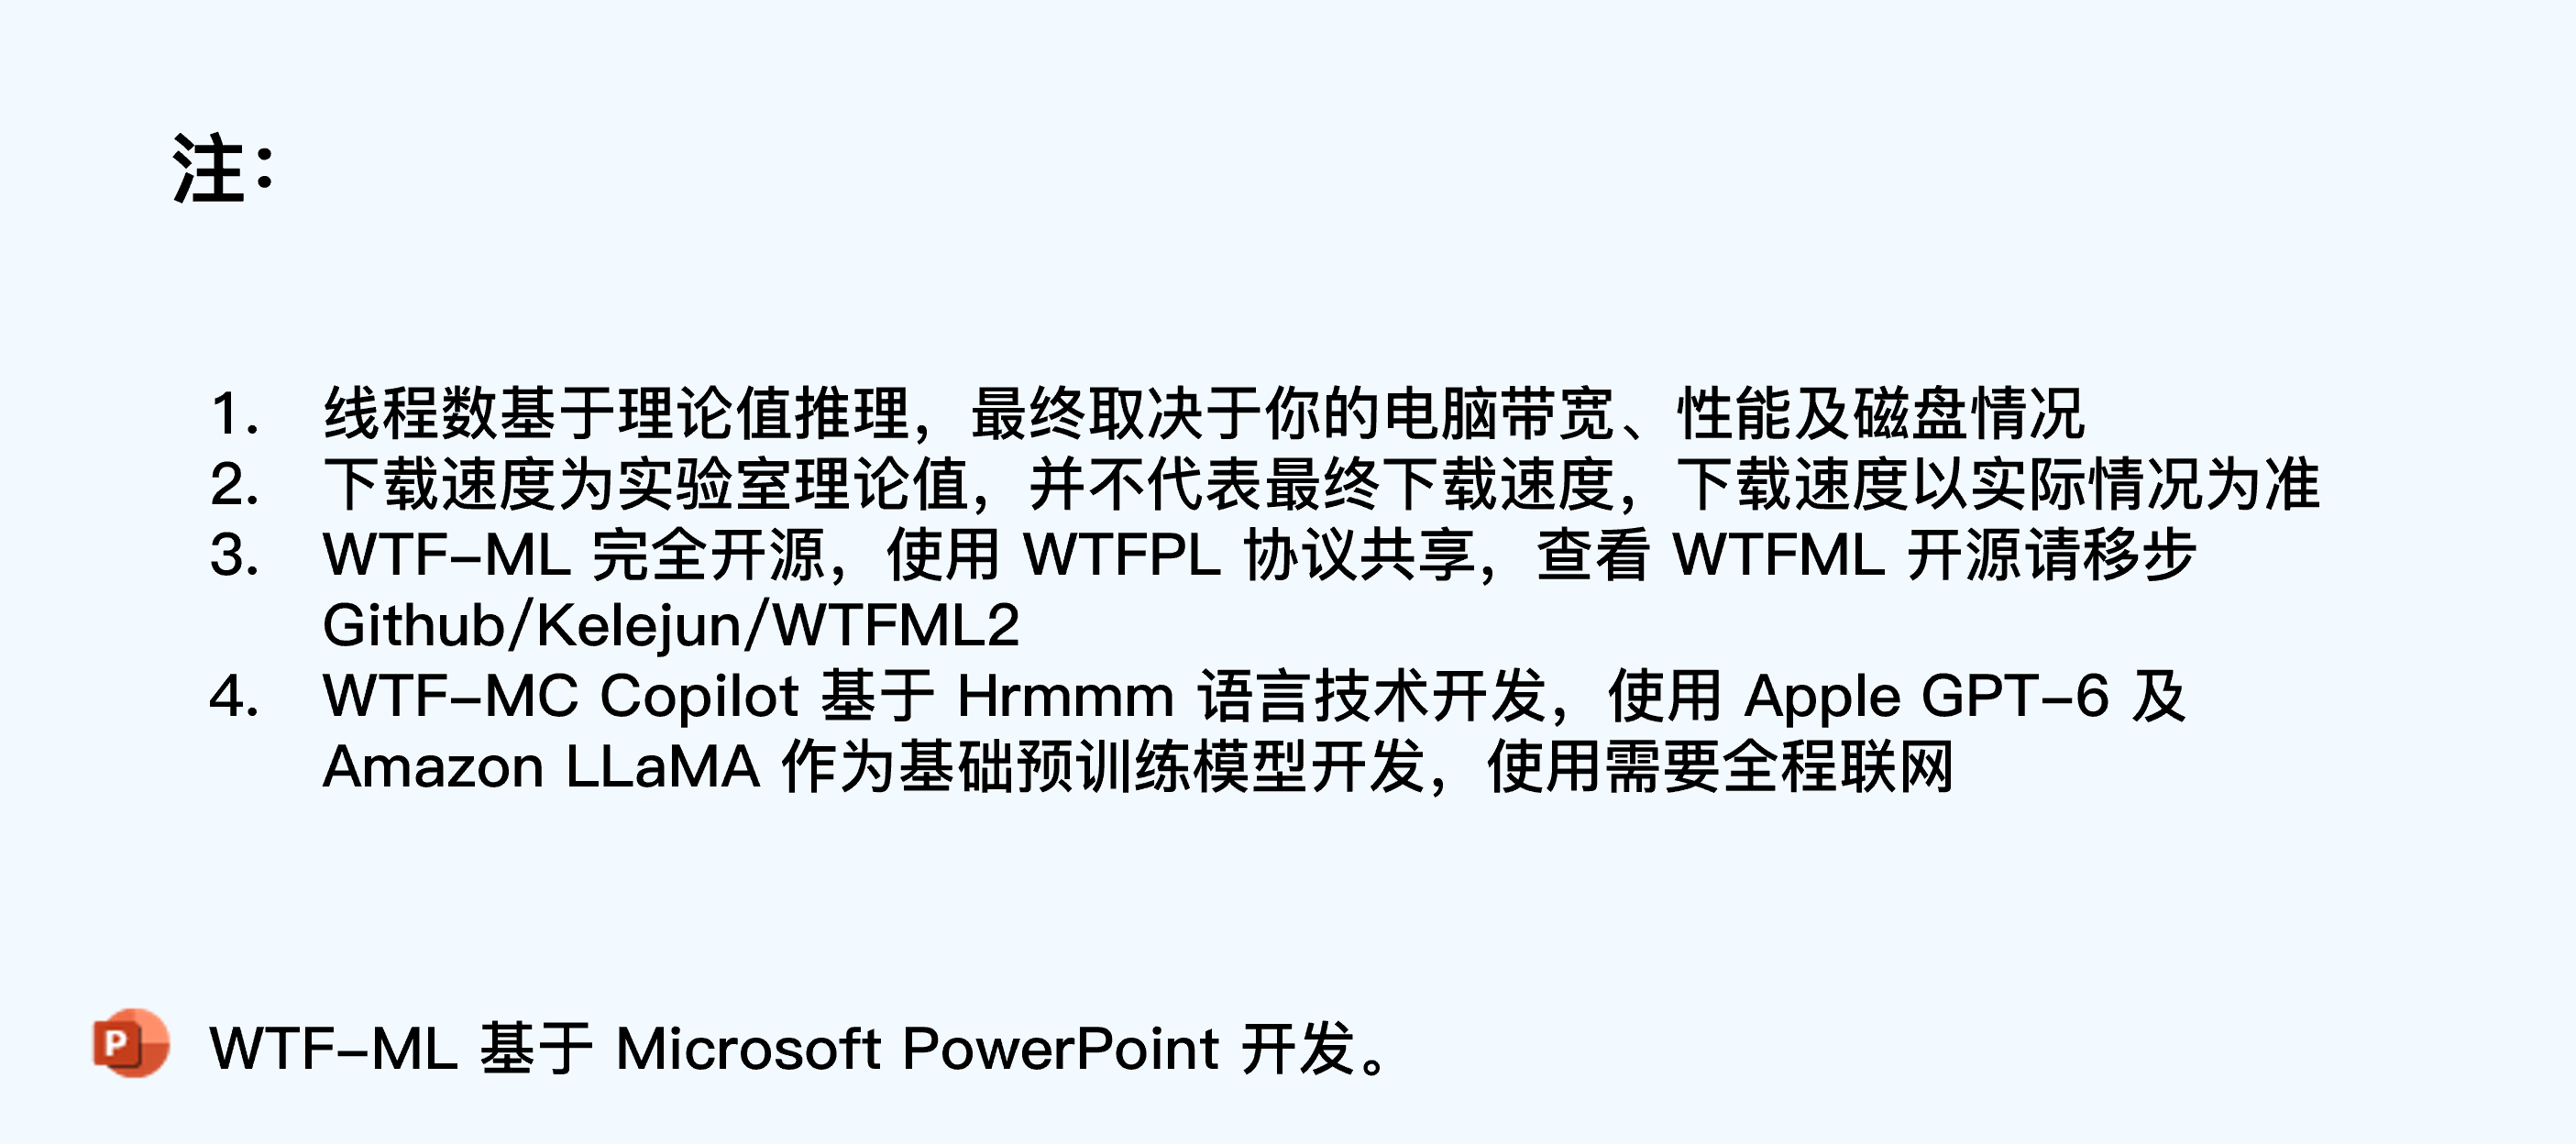 注：
1. 线程数基于理论值推理，最终取决于你的电脑带宽、性能及磁盘情况
2. 下载速度为实验室理论值，并不代表最终下载速度，下载速度以实际情况为准
3. WTF-ML 完全开源，使用 WTFPL 协议共享，查看 WTFML 开源请移步
Github/Kelejun/WTFML2
4. WTF-MC Copilot 基于 Hrmmm 语言技术开发，使用 Apple GPT-6 及
Amazon LLaMA 作为基础预训练模型开发，使用需要全程联网
P WTF-ML 基于 Microsoft PowerPoint 开发。